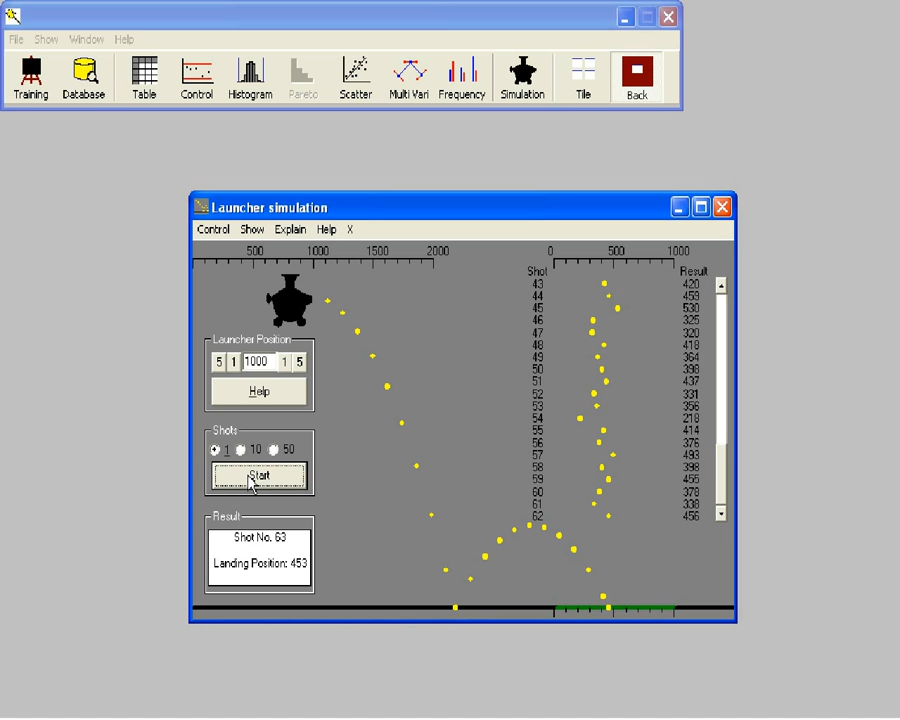 File Show Window Help
Training Database Table Control Histogram Pareto Scatter Multi Vari Frequency Simulation Tile Back
Launcher simulation
Control Show Explain Help X
500 1000 1500 2000 0 500 1000
Shot Result
43 420
44 459
45 530
46 325
47 320
48 418
49 364
50 398
51 437
52 331
53 356
54 218
55 414
56 376
57 493
58 398
59 455
60 378
61 338
62 456
Launcher Position
5 1 1000 1 5
Help
Shots
1 10 50
Start
Result
Shot No. 63
Landing Position: 453